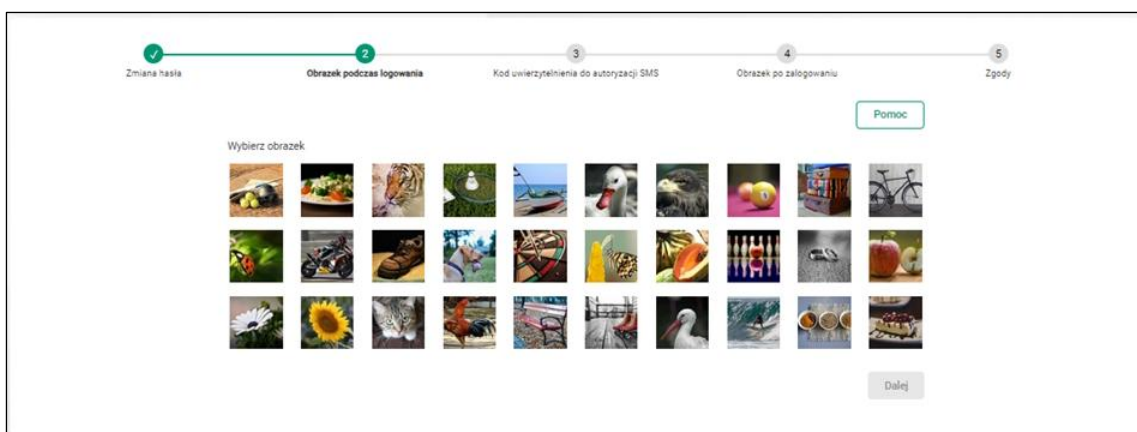 2 3 4 5
Zmiana hasła Obrazek podczas logowania Kod uwierzytelnienia do autoryzacji SMS Obrazek po zalogowaniu Zgody
Pomoc
Wybierz obrazek
Dalej